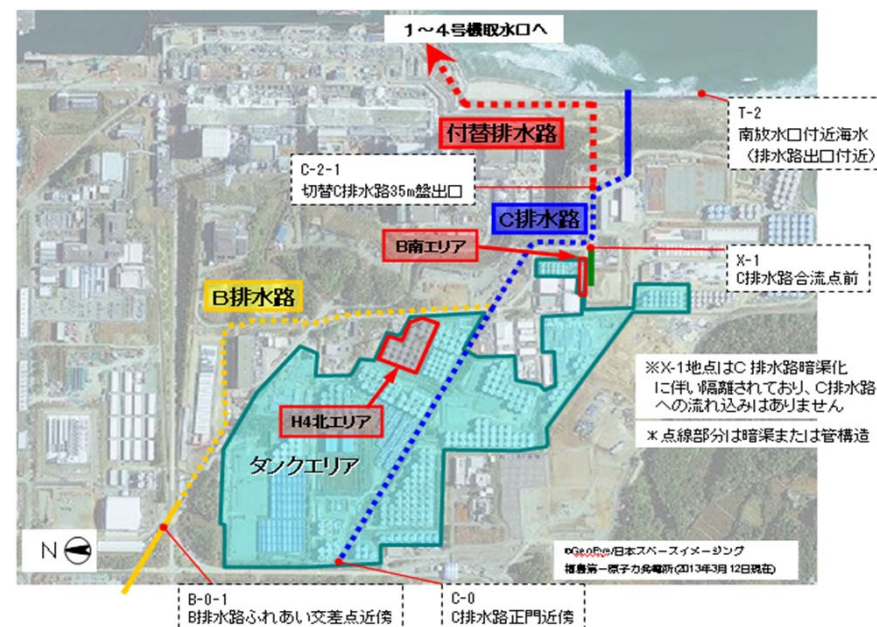 1～4号機取水口へ
T-2
南放水口付近海水
（排水路出口付近）
付替排水路
C-2-1
切替C排水路35m盤出口
C排水路
B南エリア
X-1
C排水路合流点前
B排水路
※X-1地点はC排水路暗渠化
に伴い隔離されており、C排水路
への流れ込みはありません
＊点線部分は暗渠または管構造
H4北エリア
タンクエリア
N
©GeoEye/日本スペースイメージング
福島第一原子力発電所(2013年3月12日現在)
B-0-1
B排水路ふれあい交差点近傍
C-0
C排水路正門近傍